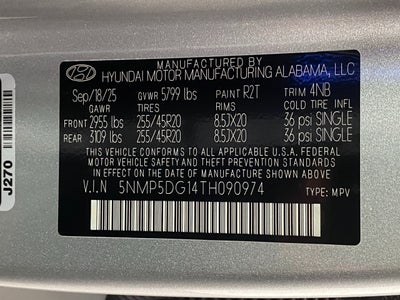 MANUFACTURED BY
HYUNDAI MOTOR MANUFACTURING ALABAMA, LLC
Sep/18/25 GVWR 5799 lbs PAINT R2T TRIM 4NB
GAWR TIRES RIMS COLD TIRE INFL
FRONT 2955 lbs 255/45R20 8.5JX20 36 psi SINGLE
REAR 3109 lbs 255/45R20 8.5JX20 36 psi SINGLE
THIS VEHICLE CONFORMS TO ALL APPLICABLE U.S.A. FEDERAL
MOTOR VEHICLE SAFETY AND THEFT PREVENTION STANDARDS
IN EFFECT ON THE DATE OF MANUFACTURE SHOWN ABOVE.
V.I.N 5NMP5DG14TH090974 TYPE: MPV
J270